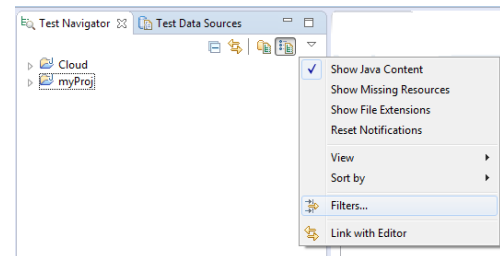 Test Navigator
Test Data Sources
Cloud
myProj
Show Java Content
Show Missing Resources
Show File Extensions
Reset Notifications
View
Sort by
Filters...
Link with Editor